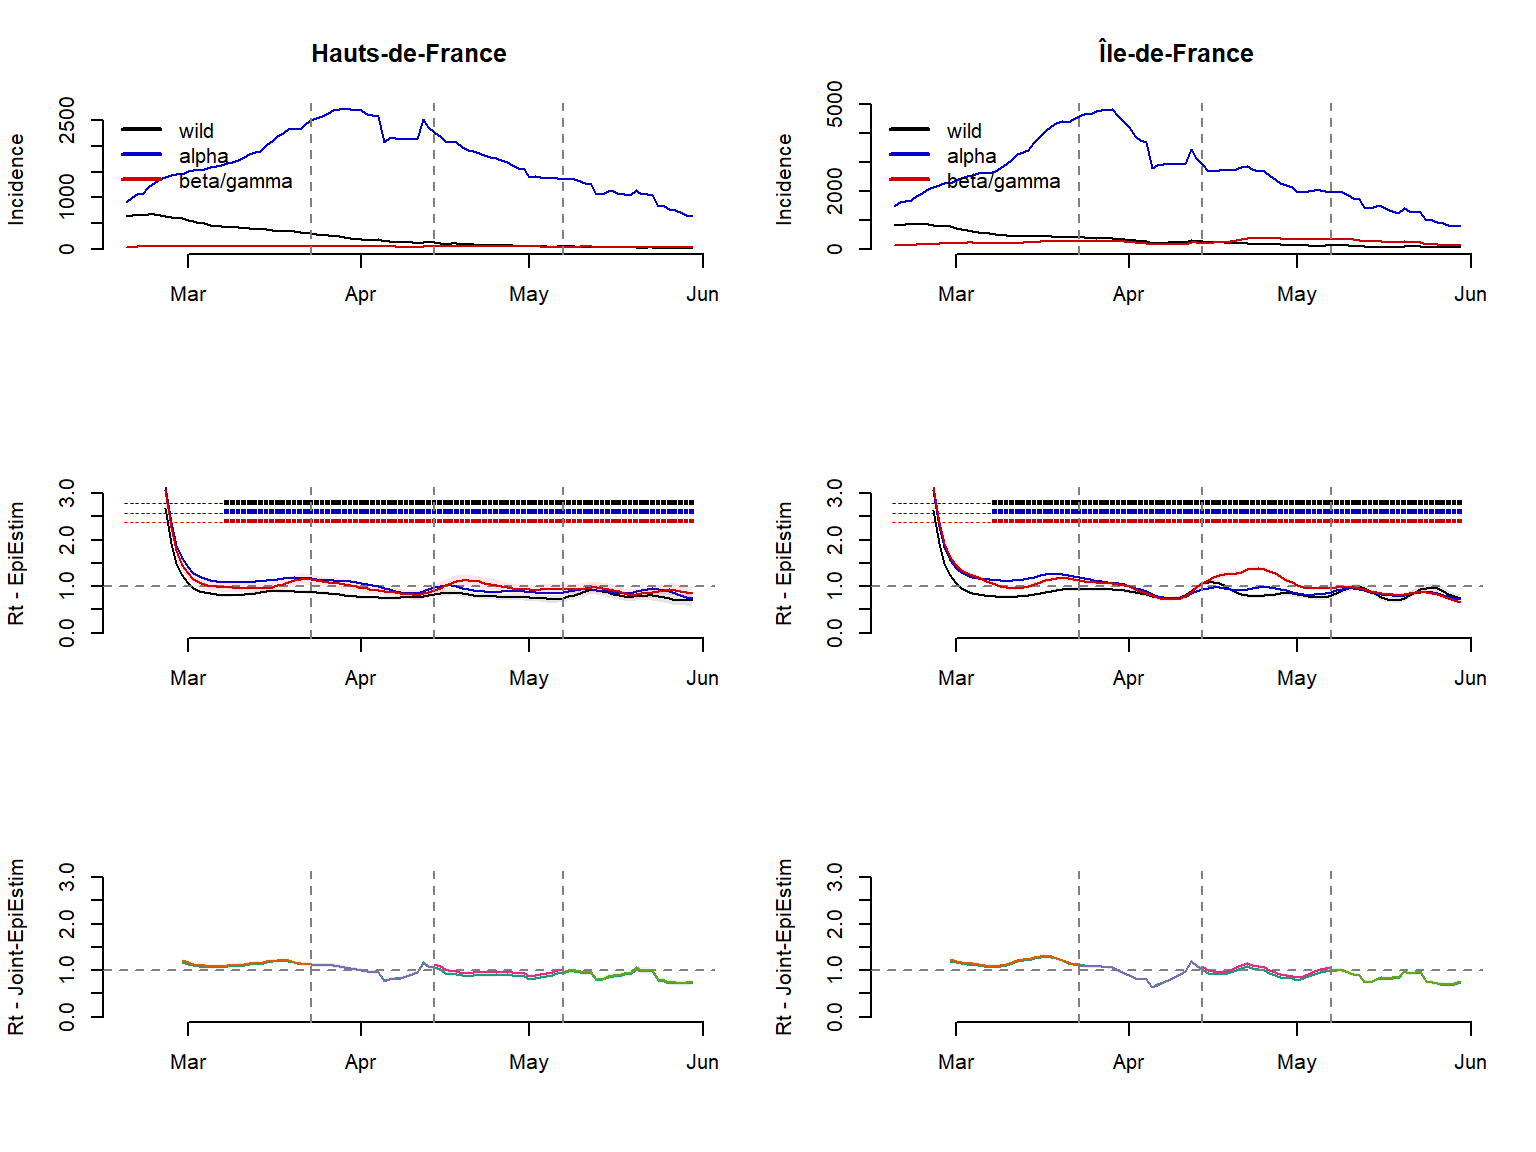 Hauts-de-France
Incidence
2500
1000
0
wild
alpha
beta/gamma
Mar Apr May Jun
Île-de-France
Incidence
5000
2000
0
wild
alpha
beta/gamma
Mar Apr May Jun
Rt - EpiEstim
3.0
2.0
1.0
0.0
Mar Apr May Jun
Rt - EpiEstim
3.0
2.0
1.0
0.0
Mar Apr May Jun
Rt - Joint-EpiEstim
3.0
2.0
1.0
0.0
Mar Apr May Jun
Rt - Joint-EpiEstim
3.0
2.0
1.0
0.0
Mar Apr May Jun